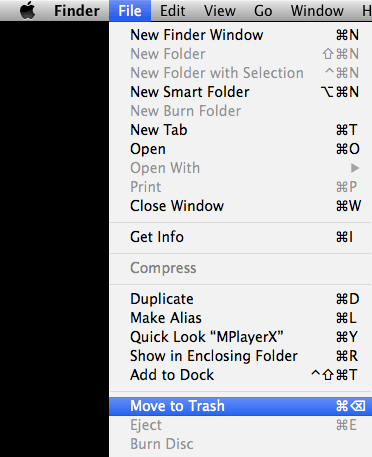 Finder File Edit View Go Window H
New Finder Window ⌘N
New Folder ⇧⌘N
New Folder with Selection ^⌘N
New Smart Folder ⌥⌘N
New Burn Folder
New Tab ⌘T
Open ⌘O
Open With ▶
Print ⌘P
Close Window ⌘W
Get Info ⌘I
Compress
Duplicate ⌘D
Make Alias ⌘L
Quick Look “MPlayerX” ⌘Y
Show in Enclosing Folder ⌘R
Add to Dock ^⇧⌘T
Move to Trash ⌘⌫
Eject ⌘E
Burn Disc